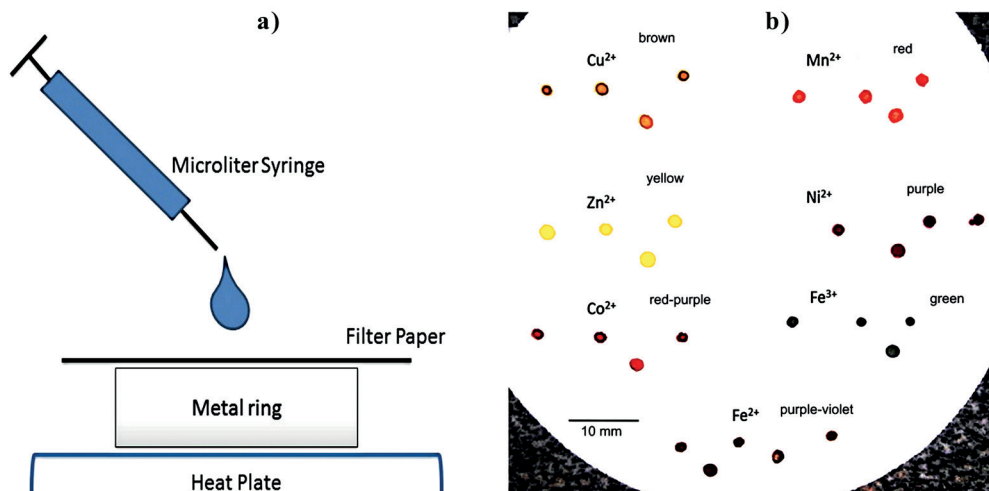 a)
Microliter Syringe
Filter Paper
Metal ring
Heat Plate
b)
brown
Cu²⁺
red
Mn²⁺
yellow
Zn²⁺
purple
Ni²⁺
red-purple
Co²⁺
Fe³⁺
green
Fe²⁺
purple-violet
10 mm